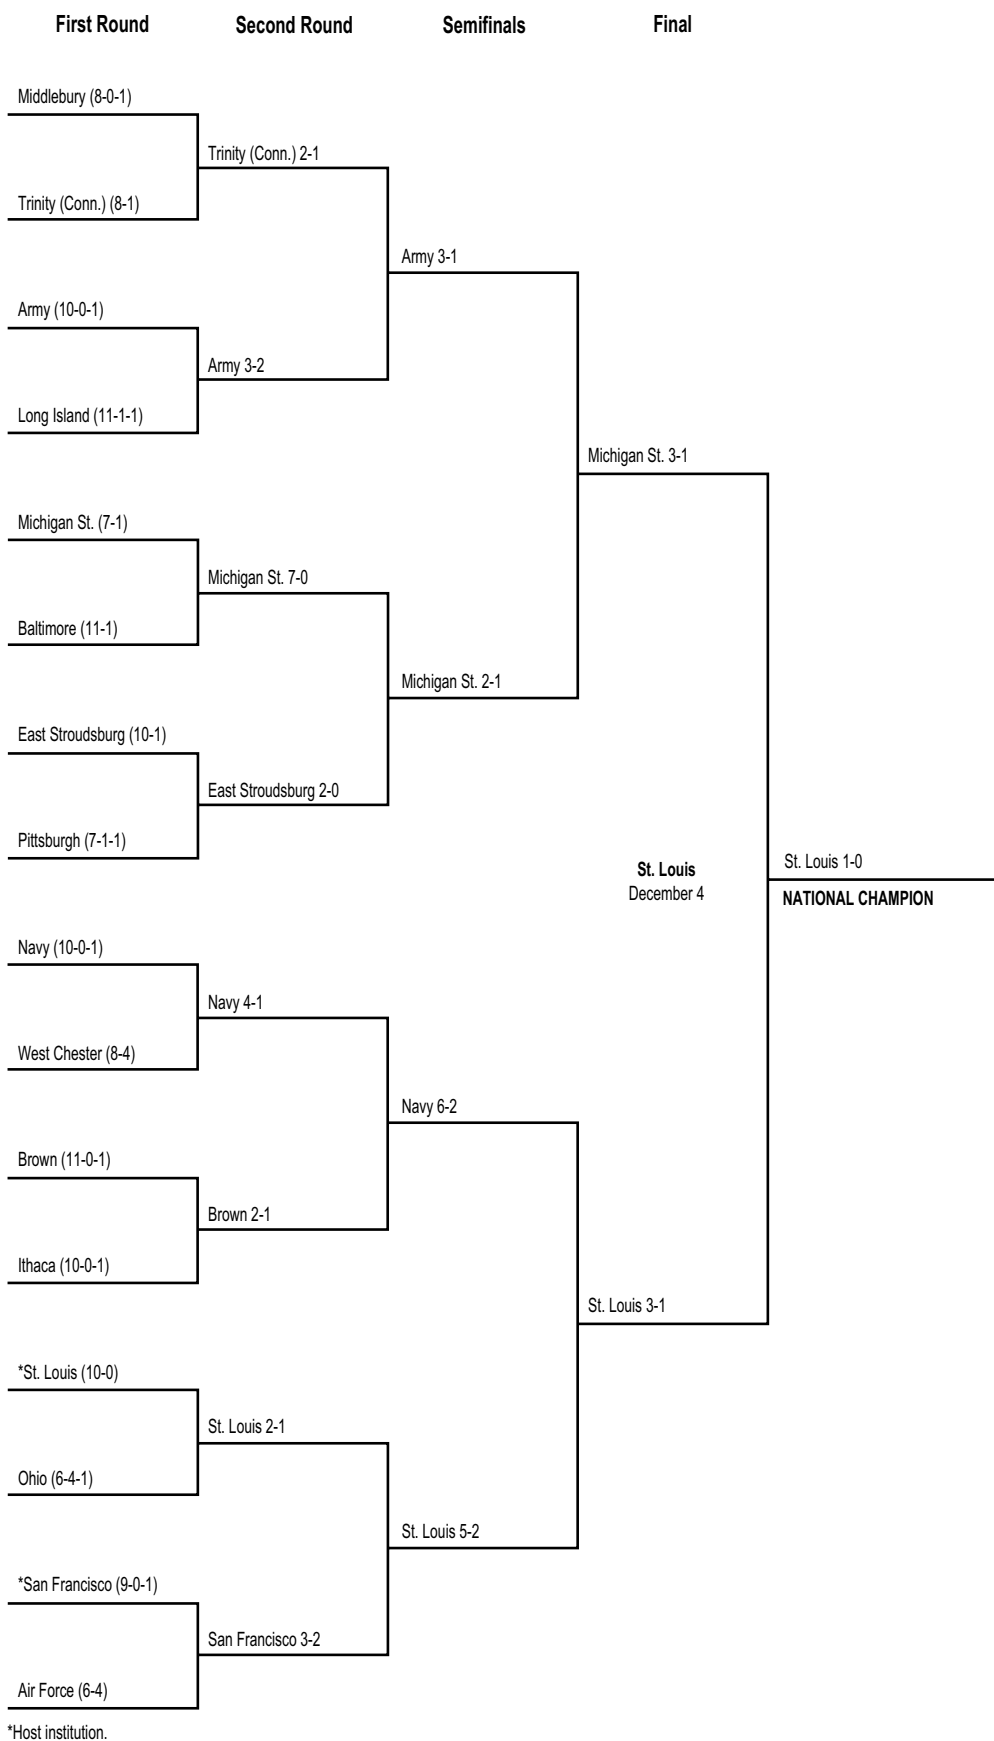 First Round Second Round Semifinals Final
Middlebury (8-0-1)
Trinity (Conn.) 2-1
Trinity (Conn.) (8-1)
Army 3-1
Army (10-0-1)
Army 3-2
Long Island (11-1-1)
Michigan St. 3-1
Michigan St. (7-1)
Michigan St. 7-0
Baltimore (11-1)
Michigan St. 2-1
East Stroudsburg (10-1)
East Stroudsburg 2-0
Pittsburgh (7-1-1)
St. Louis 1-0
St. Louis
December 4
NATIONAL CHAMPION
Navy (10-0-1)
Navy 4-1
West Chester (8-4)
Navy 6-2
Brown (11-0-1)
Brown 2-1
Ithaca (10-0-1)
St. Louis 3-1
*St. Louis (10-0)
St. Louis 2-1
Ohio (6-4-1)
St. Louis 5-2
*San Francisco (9-0-1)
San Francisco 3-2
Air Force (6-4)
*Host institution.